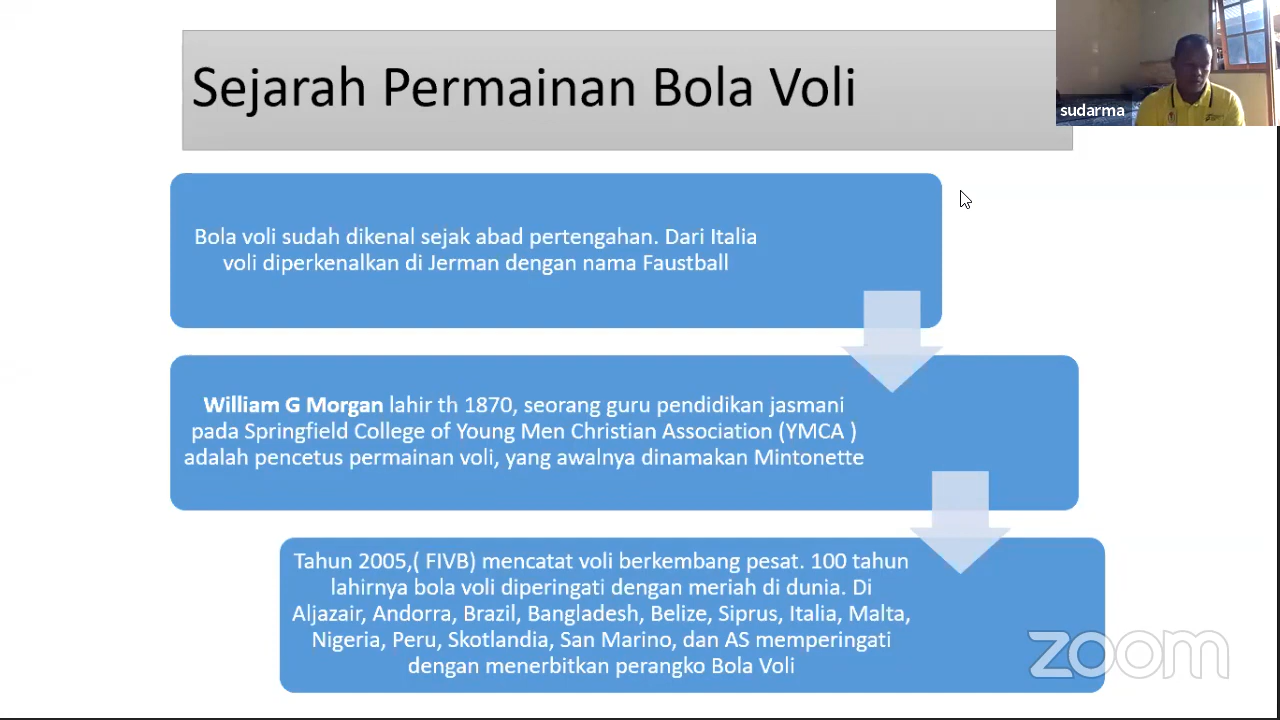 Sejarah Permainan Bola Voli
sudarma
Bola voli sudah dikenal sejak abad pertengahan. Dari Italia
voli diperkenalkan di Jerman dengan nama Faustball
William G Morgan lahir th 1870, seorang guru pendidikan jasmani
pada Springfield College of Young Men Christian Association (YMCA )
adalah pencetus permainan voli, yang awalnya dinamakan Mintonette
Tahun 2005,( FIVB) mencatat voli berkembang pesat. 100 tahun
lahirnya bola voli diperingati dengan meriah di dunia. Di
Aljazair, Andorra, Brazil, Bangladesh, Belize, Siprus, Italia, Malta,
Nigeria, Peru, Skotlandia, San Marino, dan AS memperingati
dengan menerbitkan perangko Bola Voli
zoom